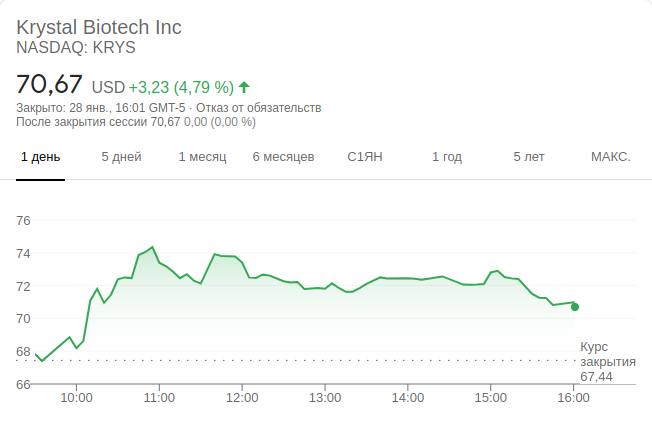 Krystal Biotech Inc
NASDAQ: KRYS
70,67 USD +3,23 (4,79 %)
Закрыто: 28 янв., 16:01 GMT-5 · Отказ от обязательств
После закрытия сессии 70,67 0,00 (0,00 %)
1 день 5 дней 1 месяц 6 месяцев С1ЯН 1 год 5 лет МАКС.
76
74
72
70
68
Курс
закрытия
67,44
66
10:00 11:00 12:00 13:00 14:00 15:00 16:00